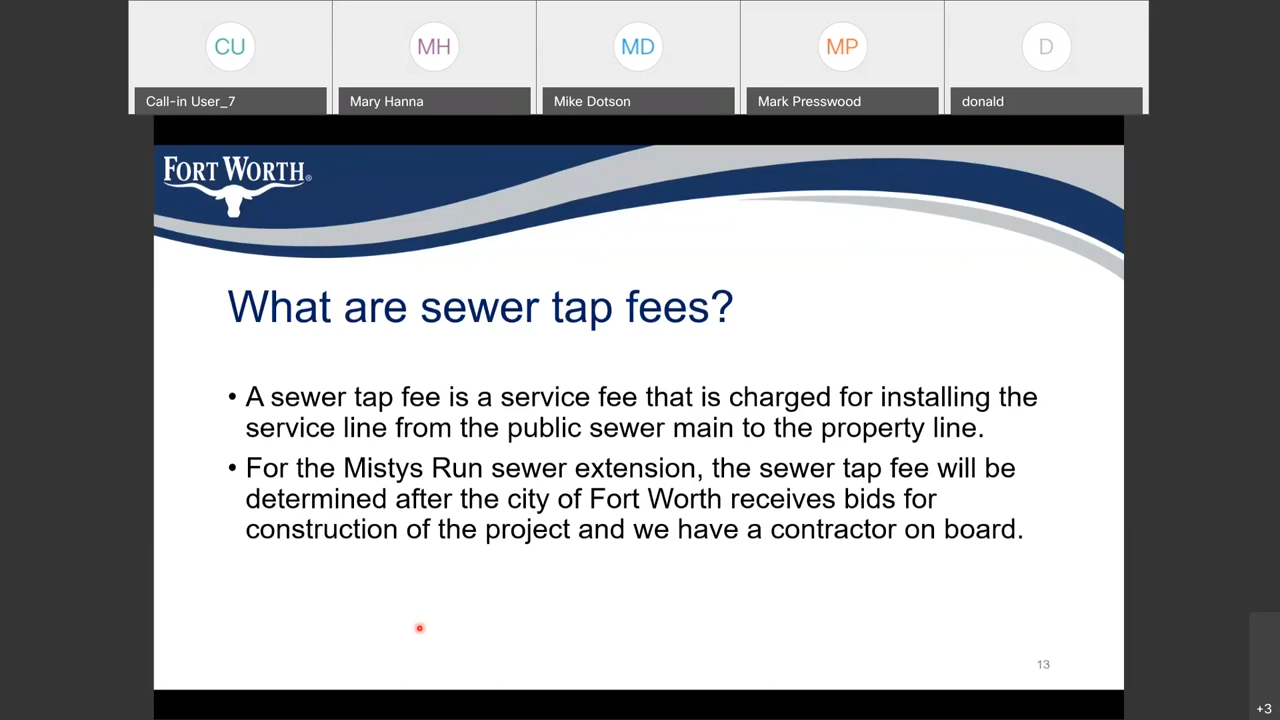 CU
MH
MD
MP
D
Call-in User_7
Mary Hanna
Mike Dotson
Mark Presswood
donald
FORT WORTH®
What are sewer tap fees?
• A sewer tap fee is a service fee that is charged for installing the
service line from the public sewer main to the property line.
• For the Mistys Run sewer extension, the sewer tap fee will be
determined after the city of Fort Worth receives bids for
construction of the project and we have a contractor on board.
13
+3